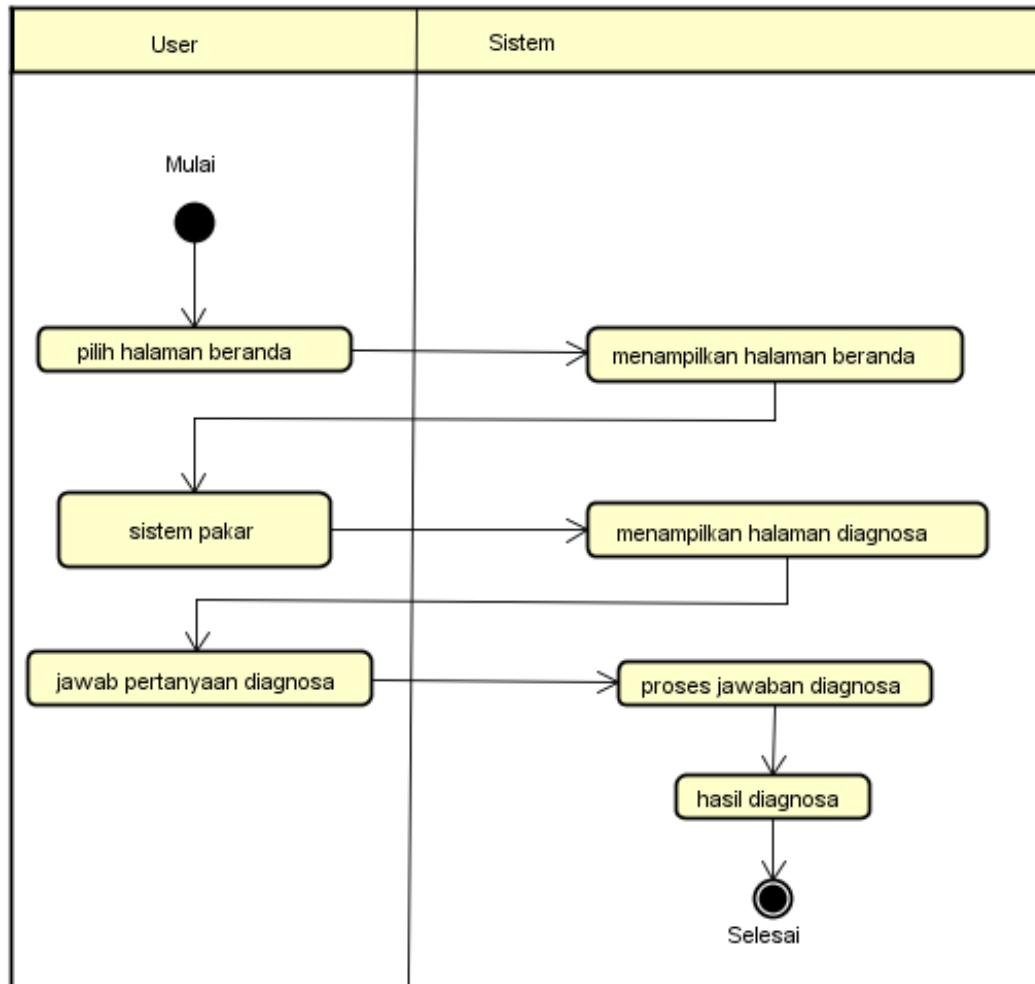 User
Sistem
Mulai
pilih halaman beranda
menampilkan halaman beranda
sistem pakar
menampilkan halaman diagnosa
jawab pertanyaan diagnosa
proses jawaban diagnosa
hasil diagnosa
Selesai